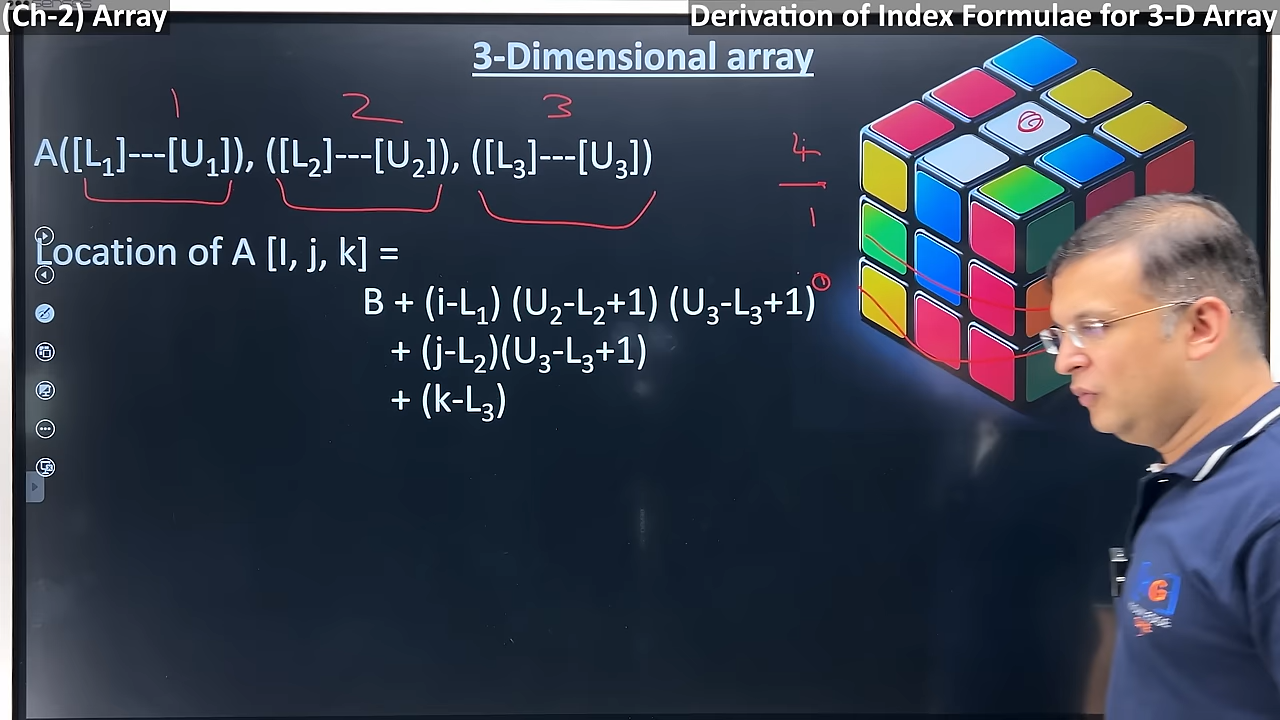 (Ch-2) Array
Derivation of Index Formulae for 3-D Array
3-Dimensional array
1 2 3
A([L₁]---[U₁]), ([L₂]---[U₂]), ([L₃]---[U₃])
4
1
Location of A [I, j, k] =
B + (i-L₁) (U₂-L₂+1) (U₃-L₃+1)
+ (j-L₂)(U₃-L₃+1)
+ (k-L₃)